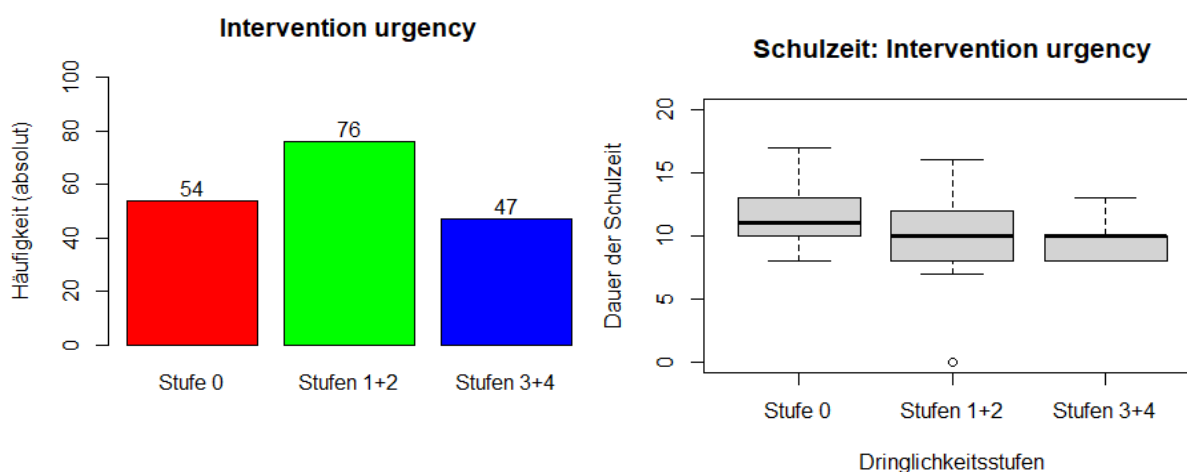 Intervention urgency
Häufigkeit (absolut)
100
80
60
40
20
0
54
76
47
Stufe 0
Stufen 1+2
Stufen 3+4
Schulzeit: Intervention urgency
Dauer der Schulzeit
20
15
10
5
0
Stufe 0
Stufen 1+2
Stufen 3+4
Dringlichkeitsstufen